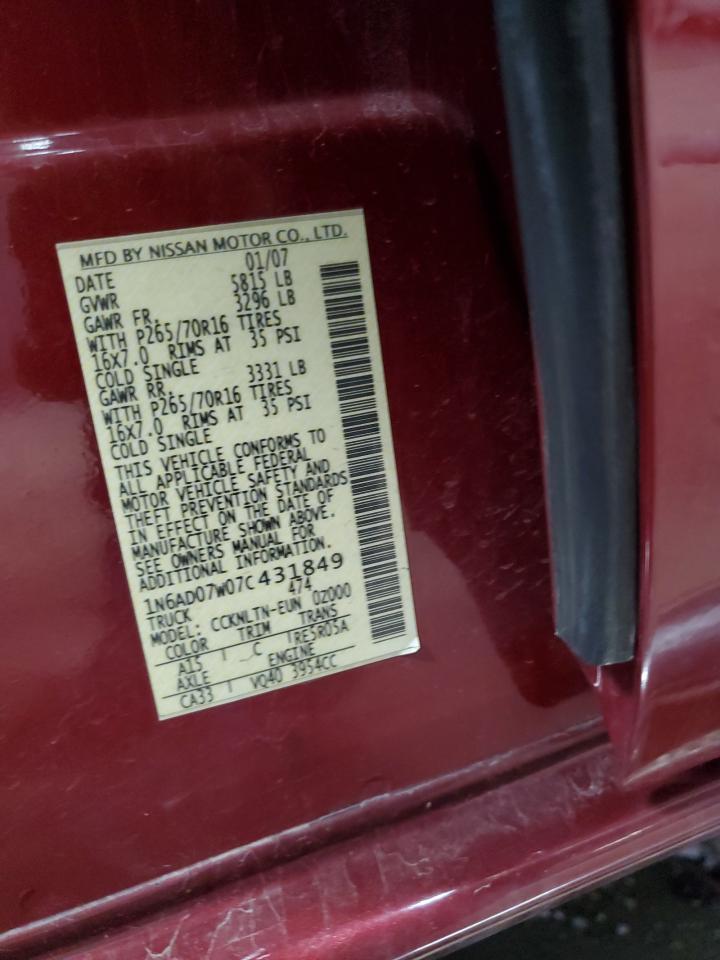 MFD BY NISSAN MOTOR CO., LTD.
DATE 01/07
GVWR 5815 LB
GAWR FR. 3296 LB
WITH P265/70R16 TIRES
16X7.0 RIMS AT 35 PSI
COLD SINGLE
GAWR RR. 3331 LB
WITH P265/70R16 TIRES
16X7.0 RIMS AT 35 PSI
COLD SINGLE
THIS VEHICLE CONFORMS TO
ALL APPLICABLE FEDERAL
MOTOR VEHICLE SAFETY AND
THEFT PREVENTION STANDARDS
IN EFFECT ON THE DATE OF
MANUFACTURE SHOWN ABOVE.
SEE OWNERS MANUAL FOR
ADDITIONAL INFORMATION.
1N6AD07W07C431849
TRUCK 474
MODEL: CCKNLTN-EUN 0Z000
COLOR TRIM TRANS
A15 C RE5R05A
AXLE ENGINE
CA33 VQ40 3954CC